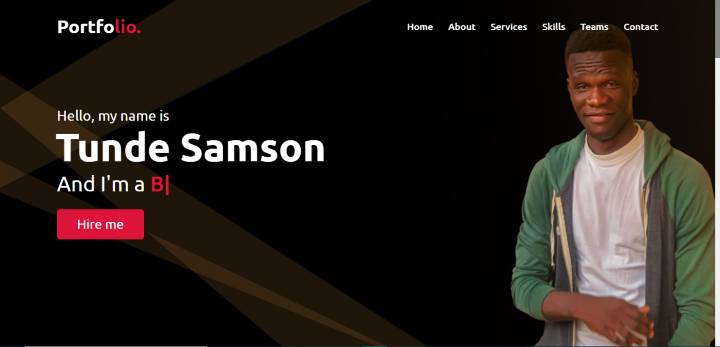 Portfolio.
Home About Services Skills Teams Contact
Hello, my name is
Tunde Samson
And I'm a B|
Hire me